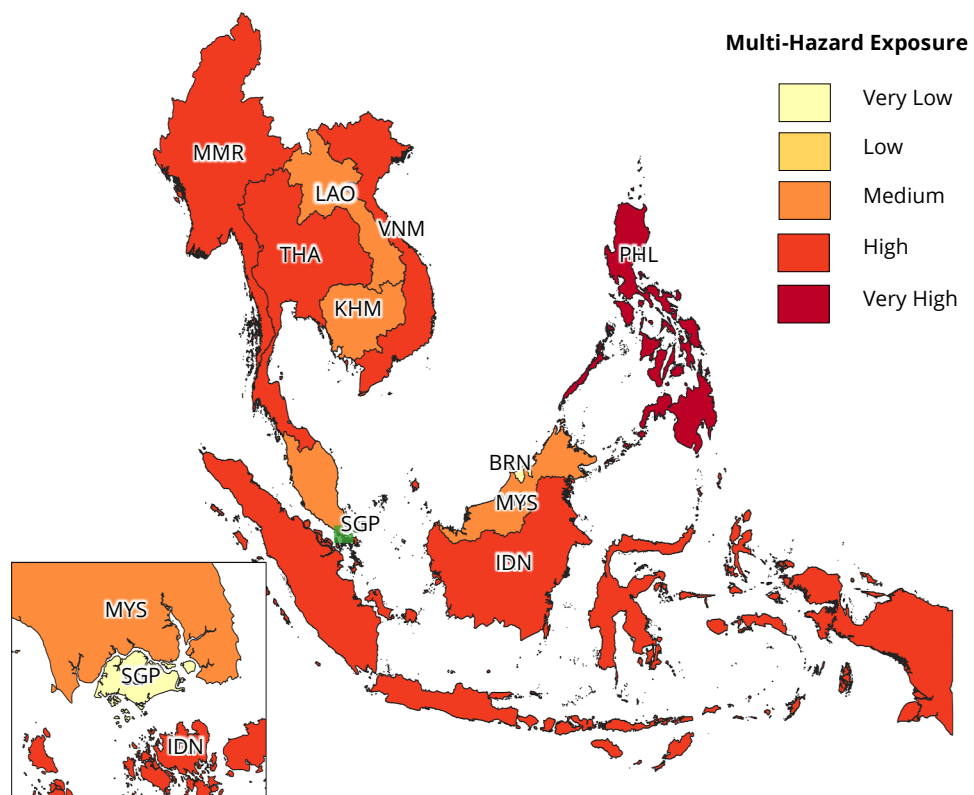 Multi-Hazard Exposure
Very Low
Low
Medium
High
Very High
MMR
LAO
VNM
THA
PHL
KHM
BRN
MYS
SGP
IDN
MYS
SGP
IDN